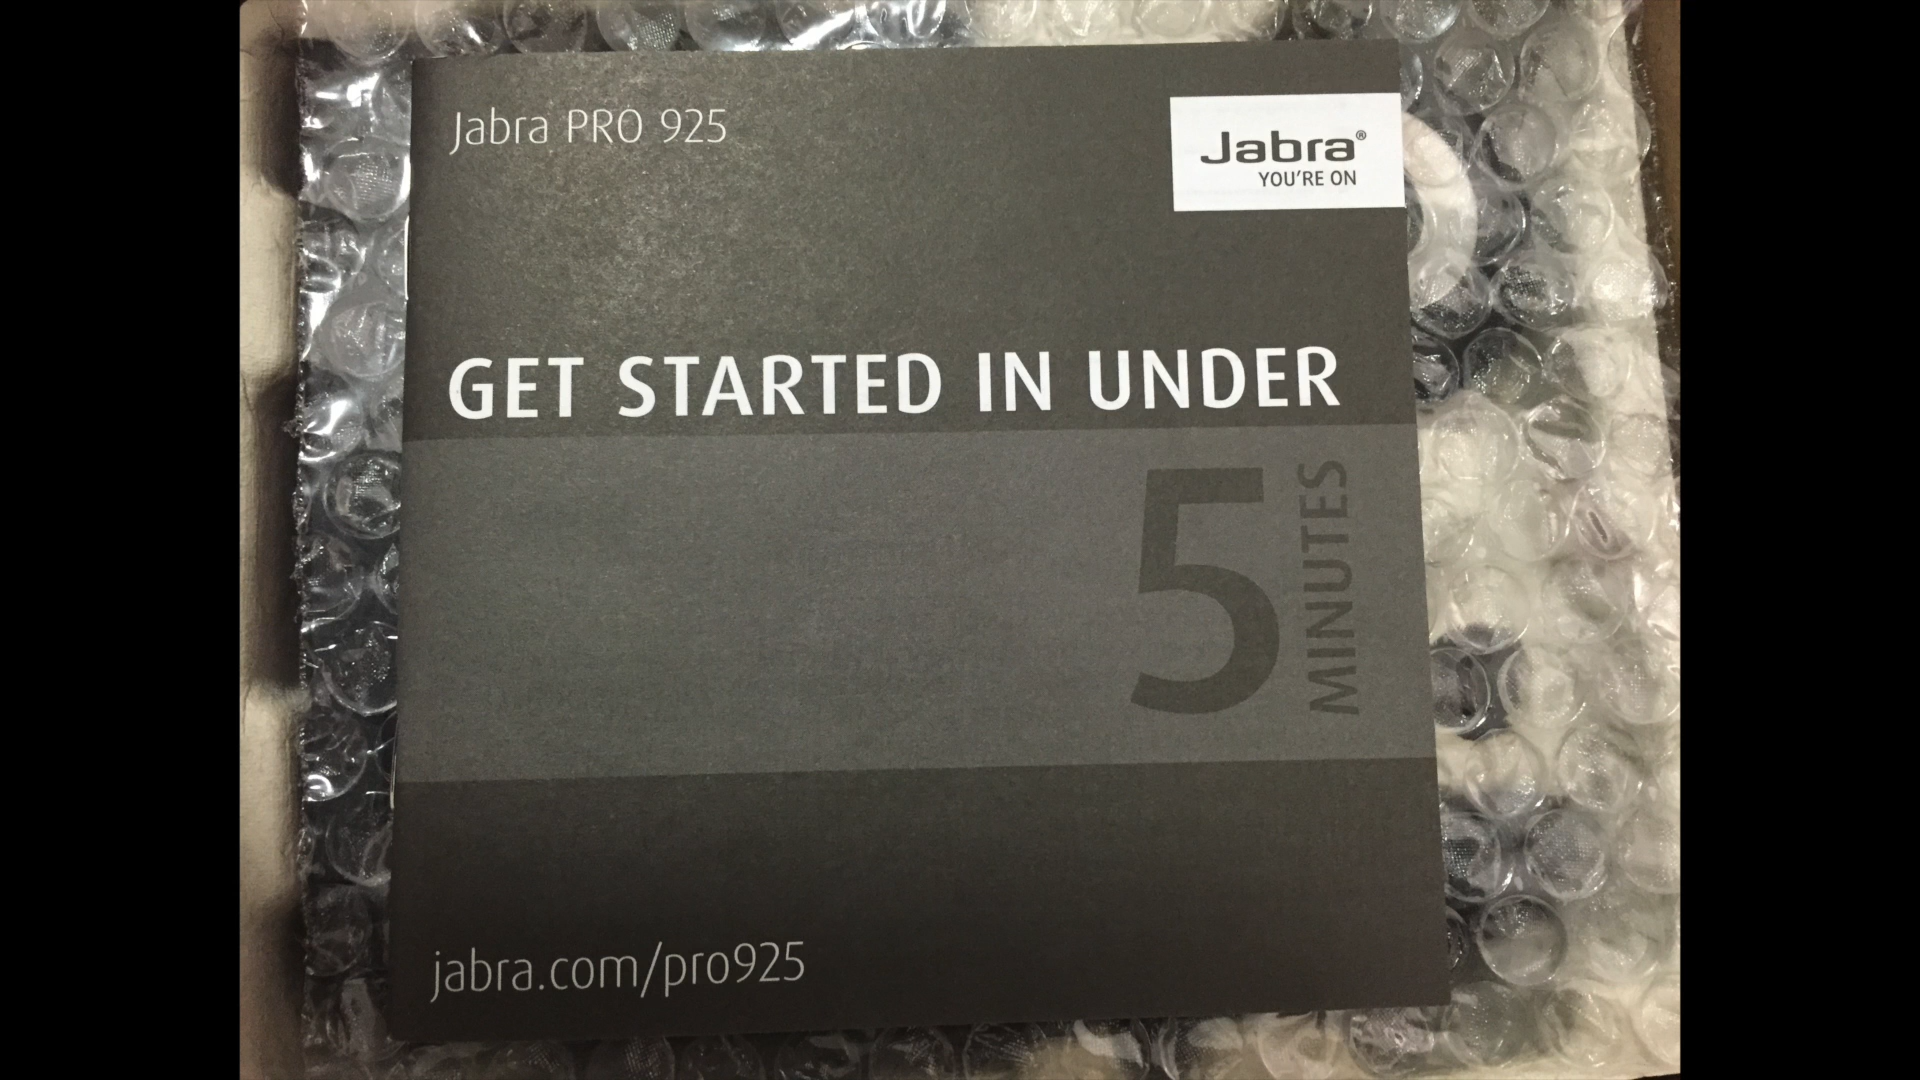 Jabra PRO 925
Jabra®
YOU'RE ON
GET STARTED IN UNDER
5
MINUTES
jabra.com/pro925